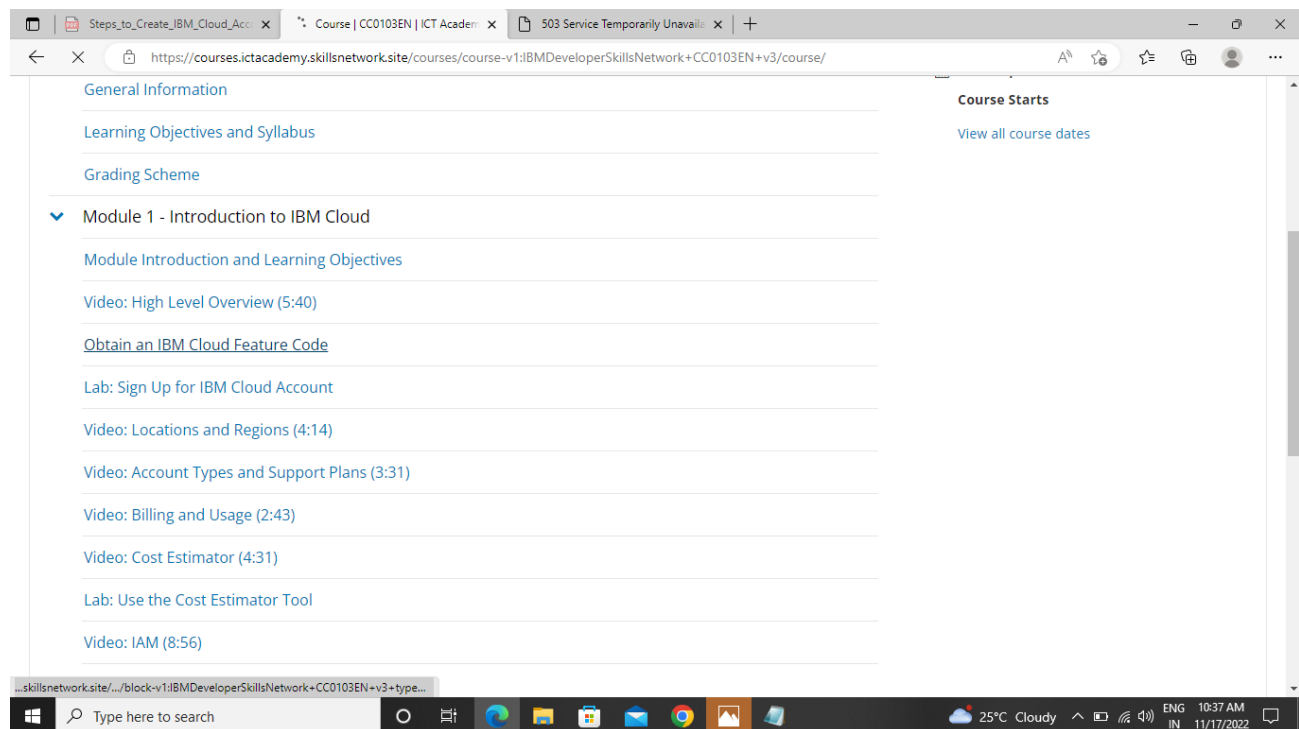 Steps_to_Create_IBM_Cloud_Acc
Course | CC0103EN | ICT Academ
503 Service Temporarily Unavaila
https://courses.ictacademy.skillsnetwork.site/courses/course-v1:IBMDeveloperSkillsNetwork+CC0103EN+v3/course/
General Information
Course Starts
Learning Objectives and Syllabus
View all course dates
Grading Scheme
Module 1 - Introduction to IBM Cloud
Module Introduction and Learning Objectives
Video: High Level Overview (5:40)
Obtain an IBM Cloud Feature Code
Lab: Sign Up for IBM Cloud Account
Video: Locations and Regions (4:14)
Video: Account Types and Support Plans (3:31)
Video: Billing and Usage (2:43)
Video: Cost Estimator (4:31)
Lab: Use the Cost Estimator Tool
Video: IAM (8:56)
...skillsnetwork.site/.../block-v1:IBMDeveloperSkillsNetwork+CC0103EN+v3+type...
Type here to search
25°C Cloudy
ENG
IN
10:37 AM
11/17/2022